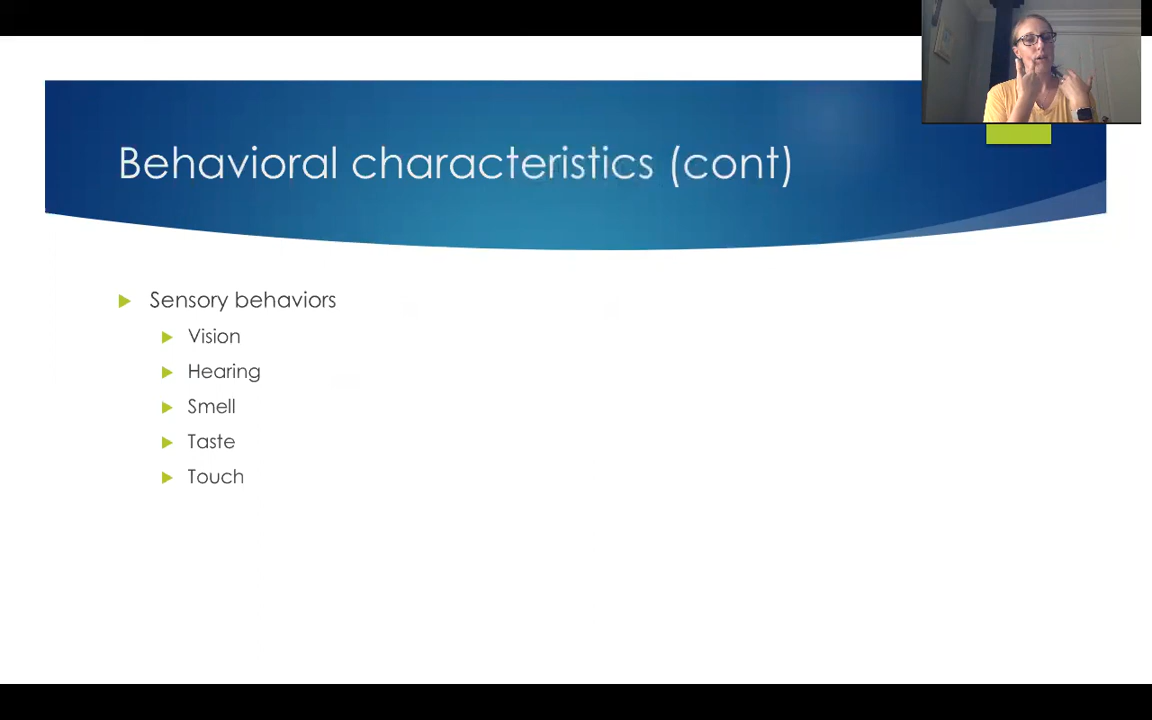 Behavioral characteristics (cont)
Sensory behaviors
Vision
Hearing
Smell
Taste
Touch